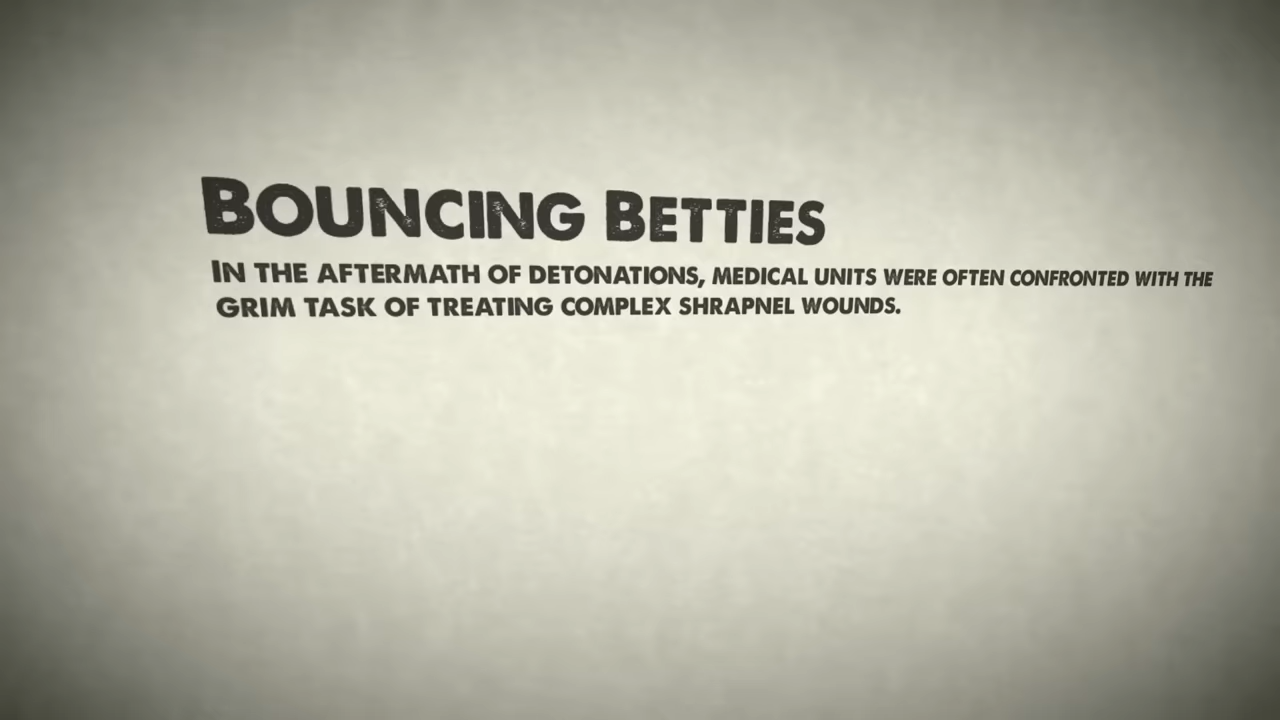 Bouncing Betties
In the aftermath of detonations, medical units were often confronted with the
grim task of treating complex shrapnel wounds.